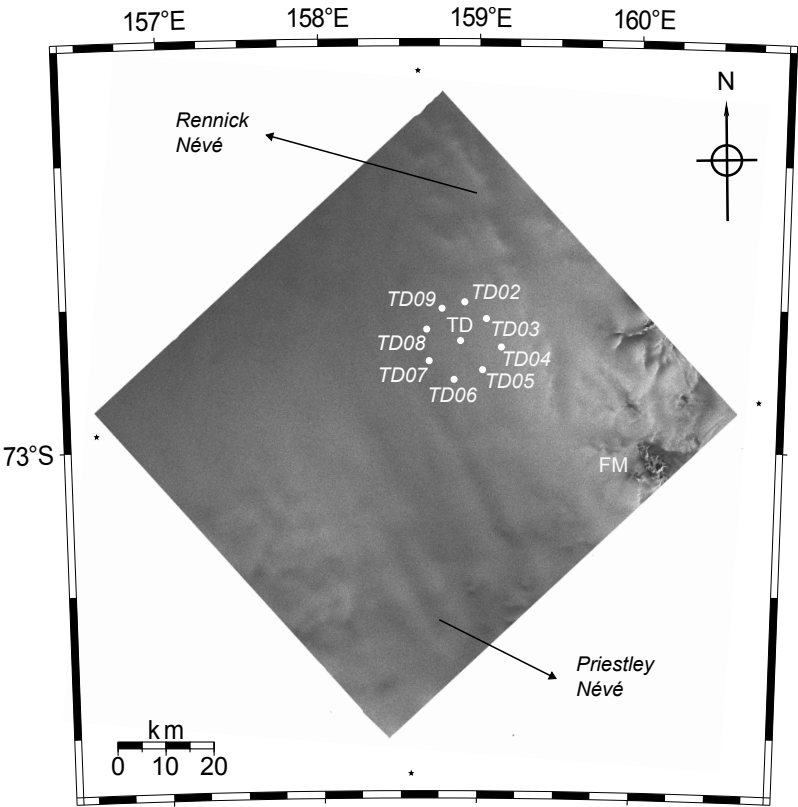 157°E 158°E 159°E 160°E
N
Rennick
Névé
TD09 TD02
TD TD03
TD08
TD04
TD07 TD05
TD06
73°S
FM
Priestley
Névé
km
0 10 20